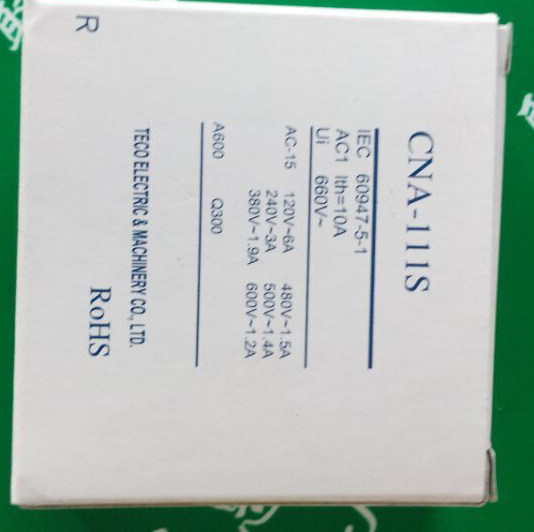 CNA-111S
IEC 60947-5-1
AC1 Ith=10A
Ui 660V~
AC-15 120V~6A 480V~1.5A
240V~3A 500V~1.4A
380V~1.9A 600V~1.2A
A600 Q300
TECO ELECTRIC & MACHINERY CO., LTD.
RoHS
R